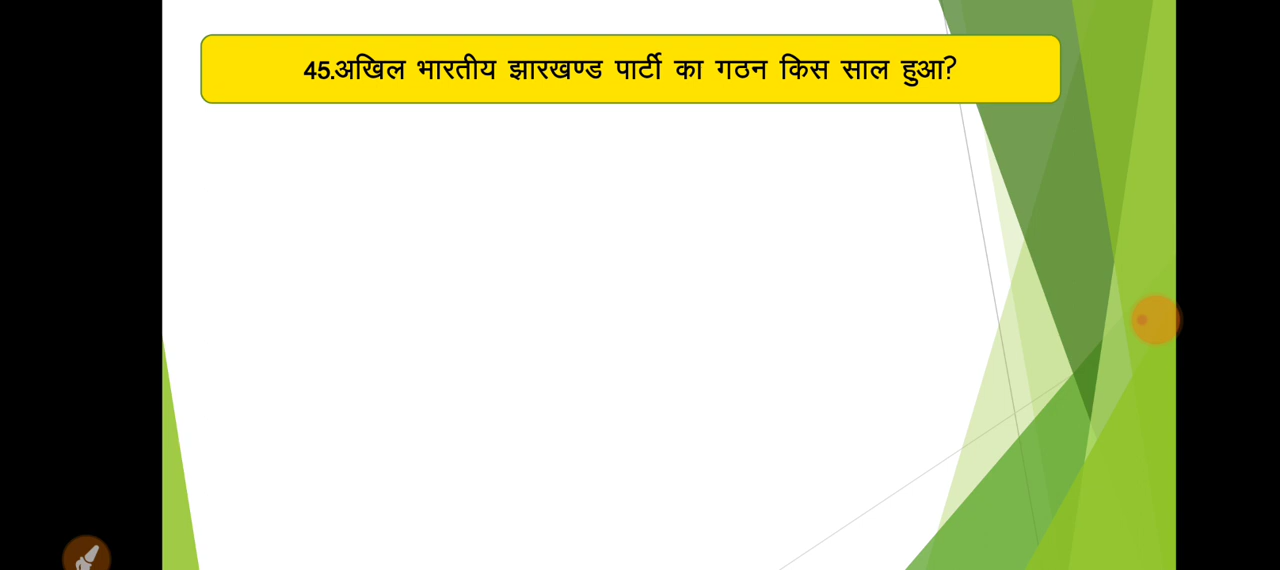 45.अखिल भारतीय झारखण्ड पार्टी का गठन किस साल हुआ?